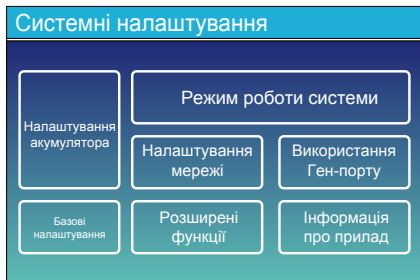 Системні налаштування
Режим роботи системи
Налаштування
акумулятора
Налаштування
мережі
Використання
Ген-порту
Базові
налаштування
Розширені
функції
Інформація
про прилад